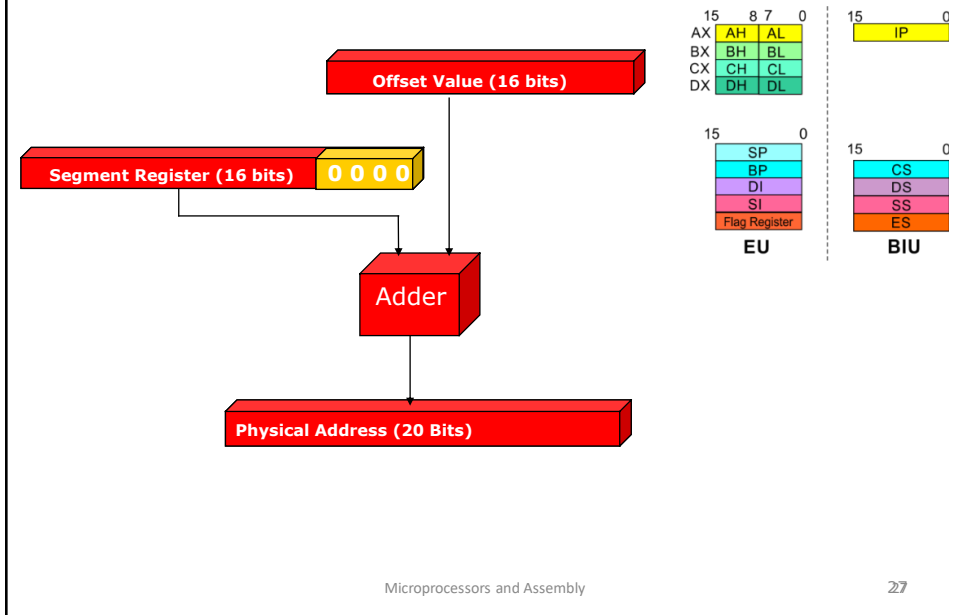 Offset Value (16 bits)
Segment Register (16 bits) 0 0 0 0
Adder
Physical Address (20 Bits)
15 8 7 0
AX AH AL
BX BH BL
CX CH CL
DX DH DL
15 0
SP
BP
DI
SI
Flag Register
EU
15 0
IP
15 0
CS
DS
SS
ES
BIU
Microprocessors and Assembly
27